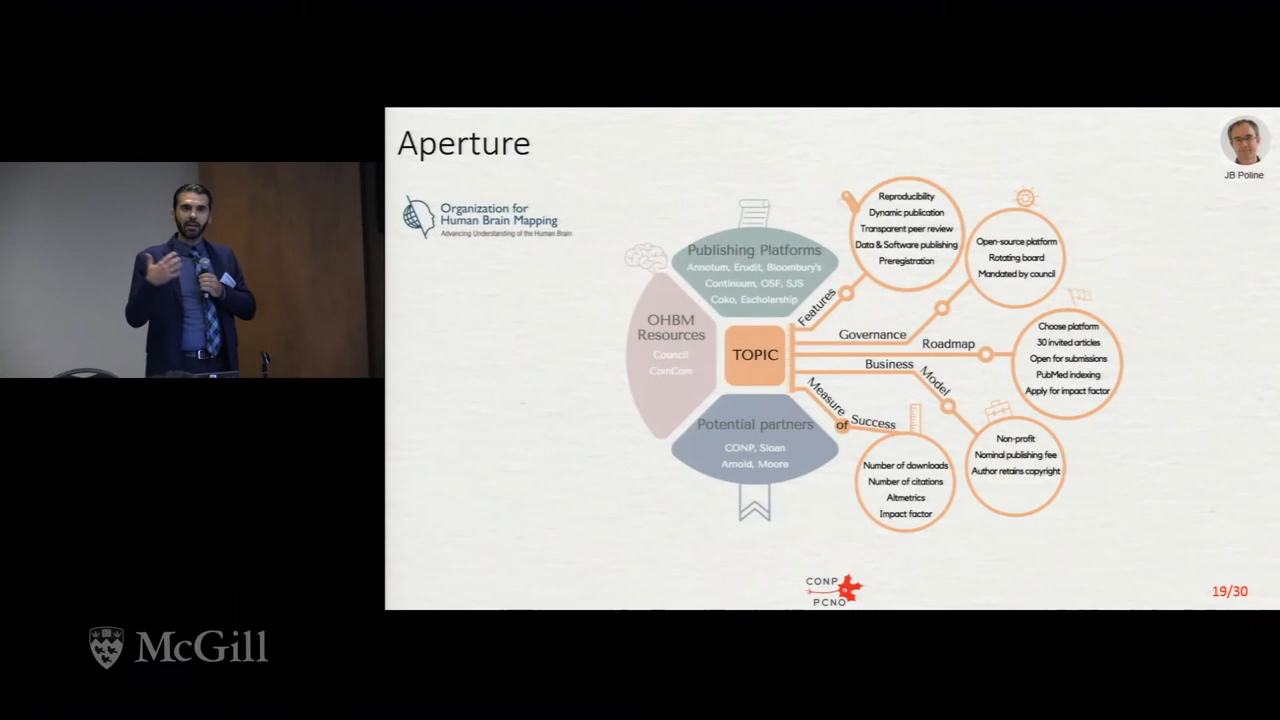 Aperture
JB Poline
Organization for
Human Brain Mapping
Advancing Understanding of the Human Brain
Publishing Platforms
Annotum, Erudit, Bloombury's
Continuum, OSF, SJS
Coko, Escholarship
OHBM
Resources
Council
ComCom
TOPIC
Potential partners
CONP, Sloan
Arnold, Moore
Features
Reproducibility
Dynamic publication
Transparent peer review
Data & Software publishing
Preregistration
Governance
Open-source platform
Rotating board
Mandated by council
Roadmap
Choose platform
30 invited articles
Open for submissions
PubMed indexing
Apply for impact factor
Business Model
Non-profit
Nominal publishing fee
Author retains copyright
Measure of Success
Number of downloads
Number of citations
Altmetrics
Impact factor
CONP
PCNO
19/30
McGill